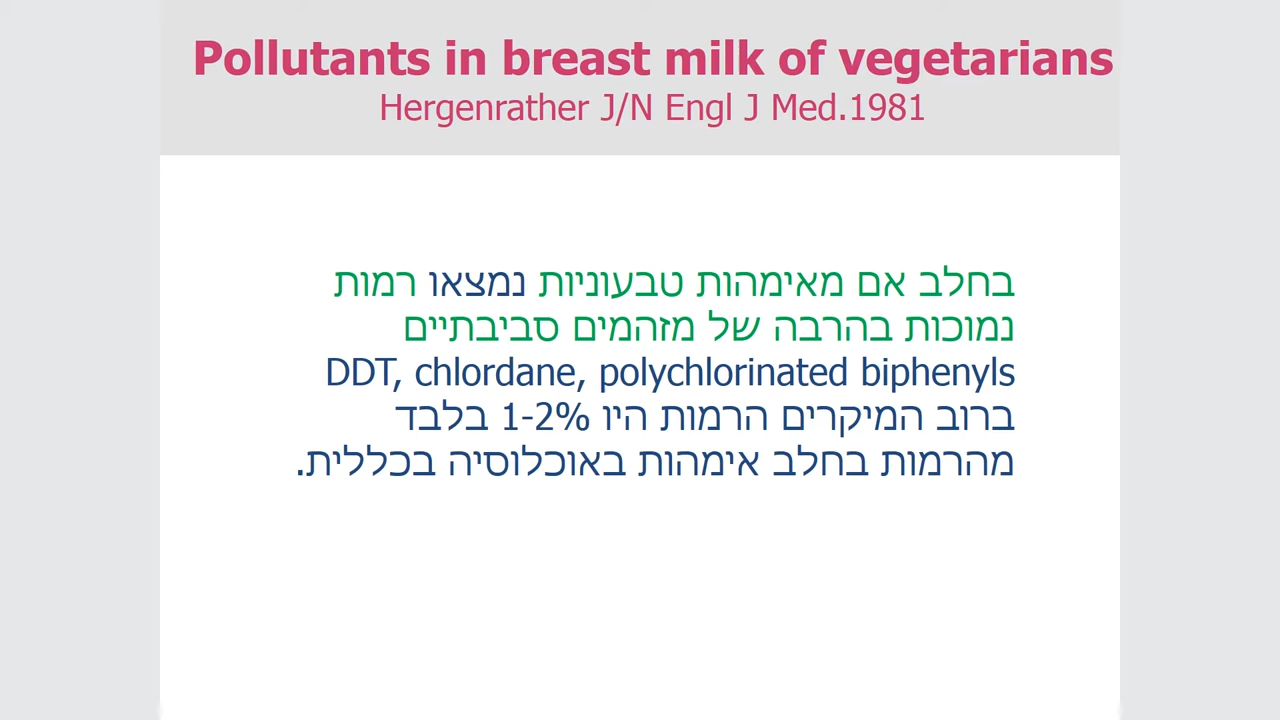 Pollutants in breast milk of vegetarians
Hergenrather J/N Engl J Med.1981
בחלב אם מאימהות טבעוניות נמצאו רמות
נמוכות בהרבה של מזהמים סביבתיים
DDT, chlordane, polychlorinated biphenyls
ברוב המיקרים הרמות היו 1-2% בלבד
מהרמות בחלב אימהות באוכלוסיה בכללית.